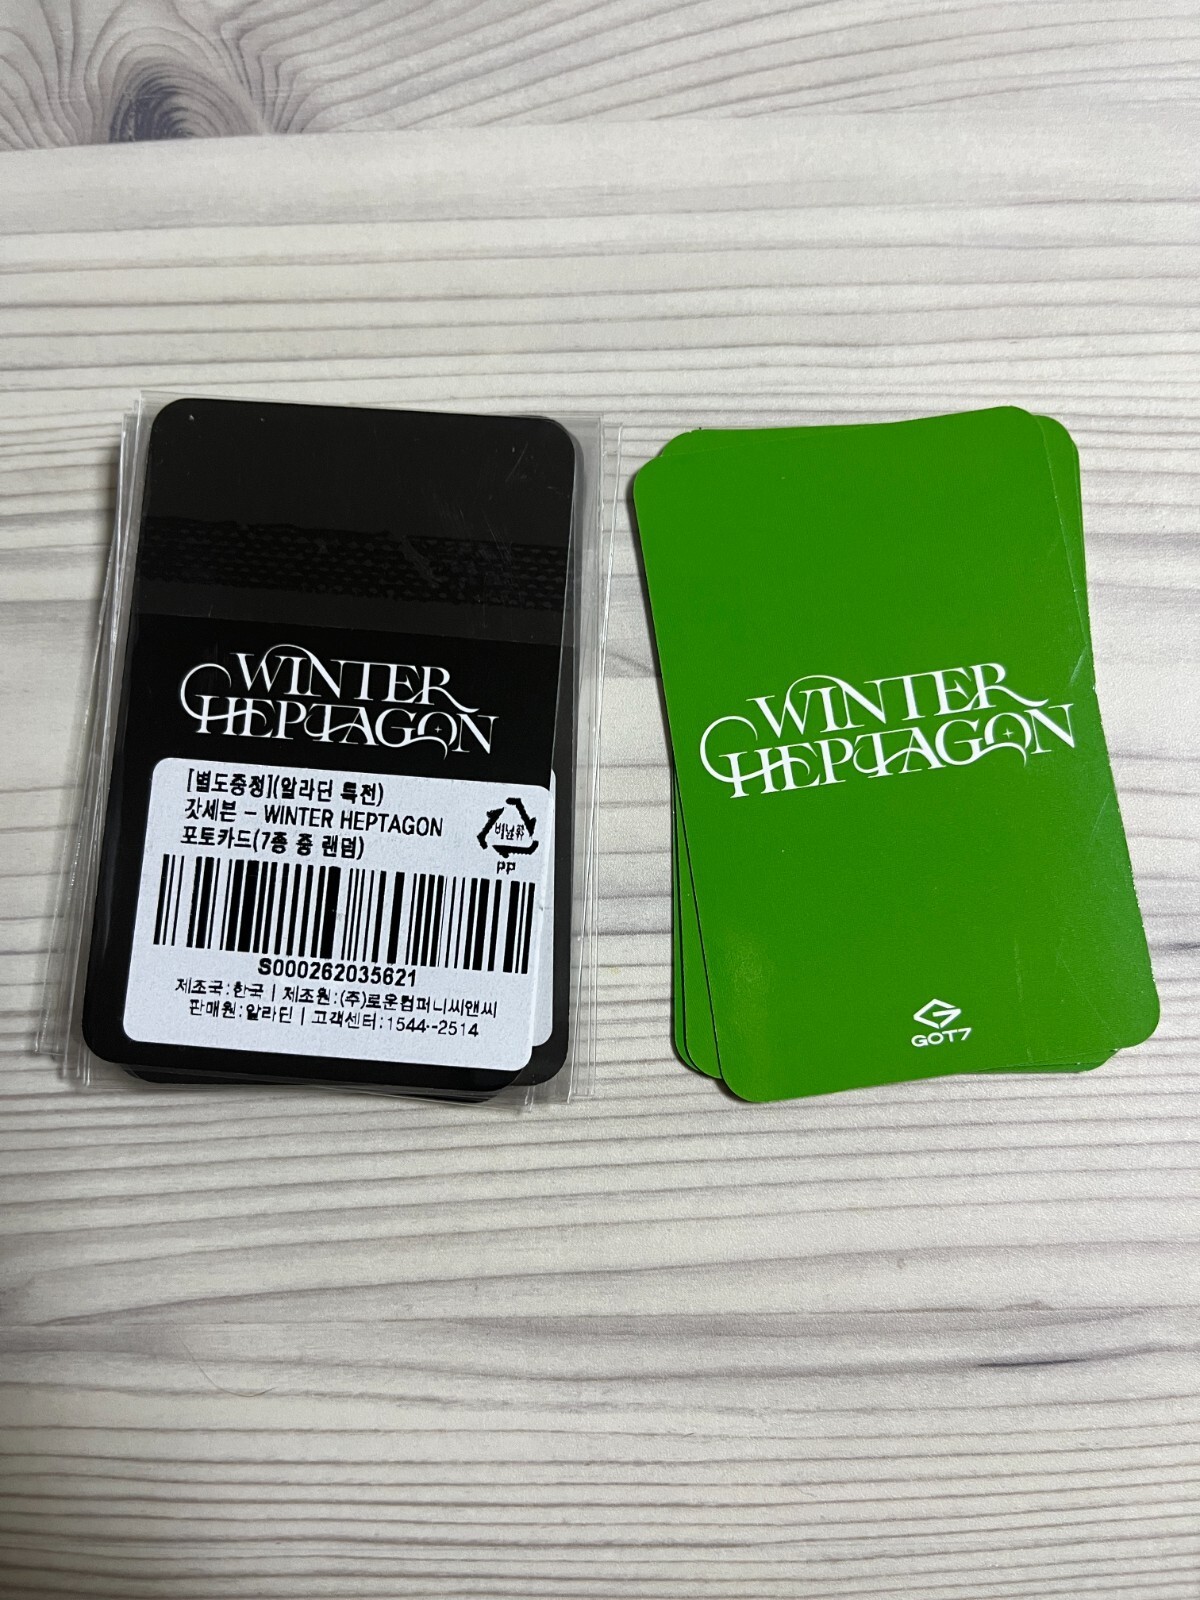 WINTER
HEPTAGON
[별도증정](알라딘 특전)
갓세븐 - WINTER HEPTAGON
포토카드(7종 중 랜덤)
비닐류
PP
S000262035621
제조국:한국 | 제조원:(주)로운컴퍼니씨앤씨
판매원:알라딘 | 고객센터:1544--2514
WINTER
HEPTAGON
GOT7